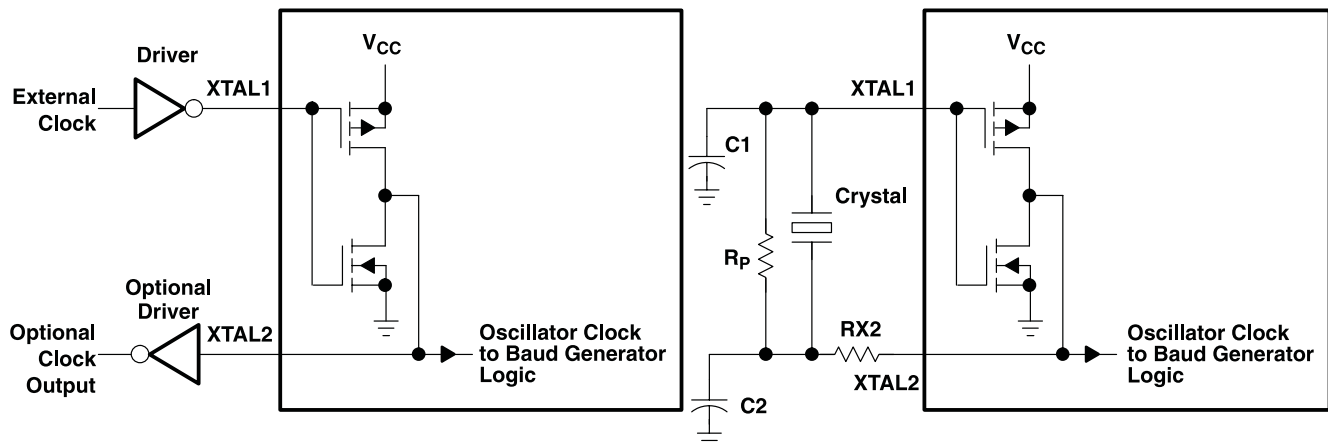 Driver
External
Clock
XTAL1
VCC
Optional
Driver
Optional
Clock
Output
XTAL2
Oscillator Clock
to Baud Generator
Logic
XTAL1
VCC
C1
Crystal
RP
RX2
XTAL2
C2
Oscillator Clock
to Baud Generator
Logic